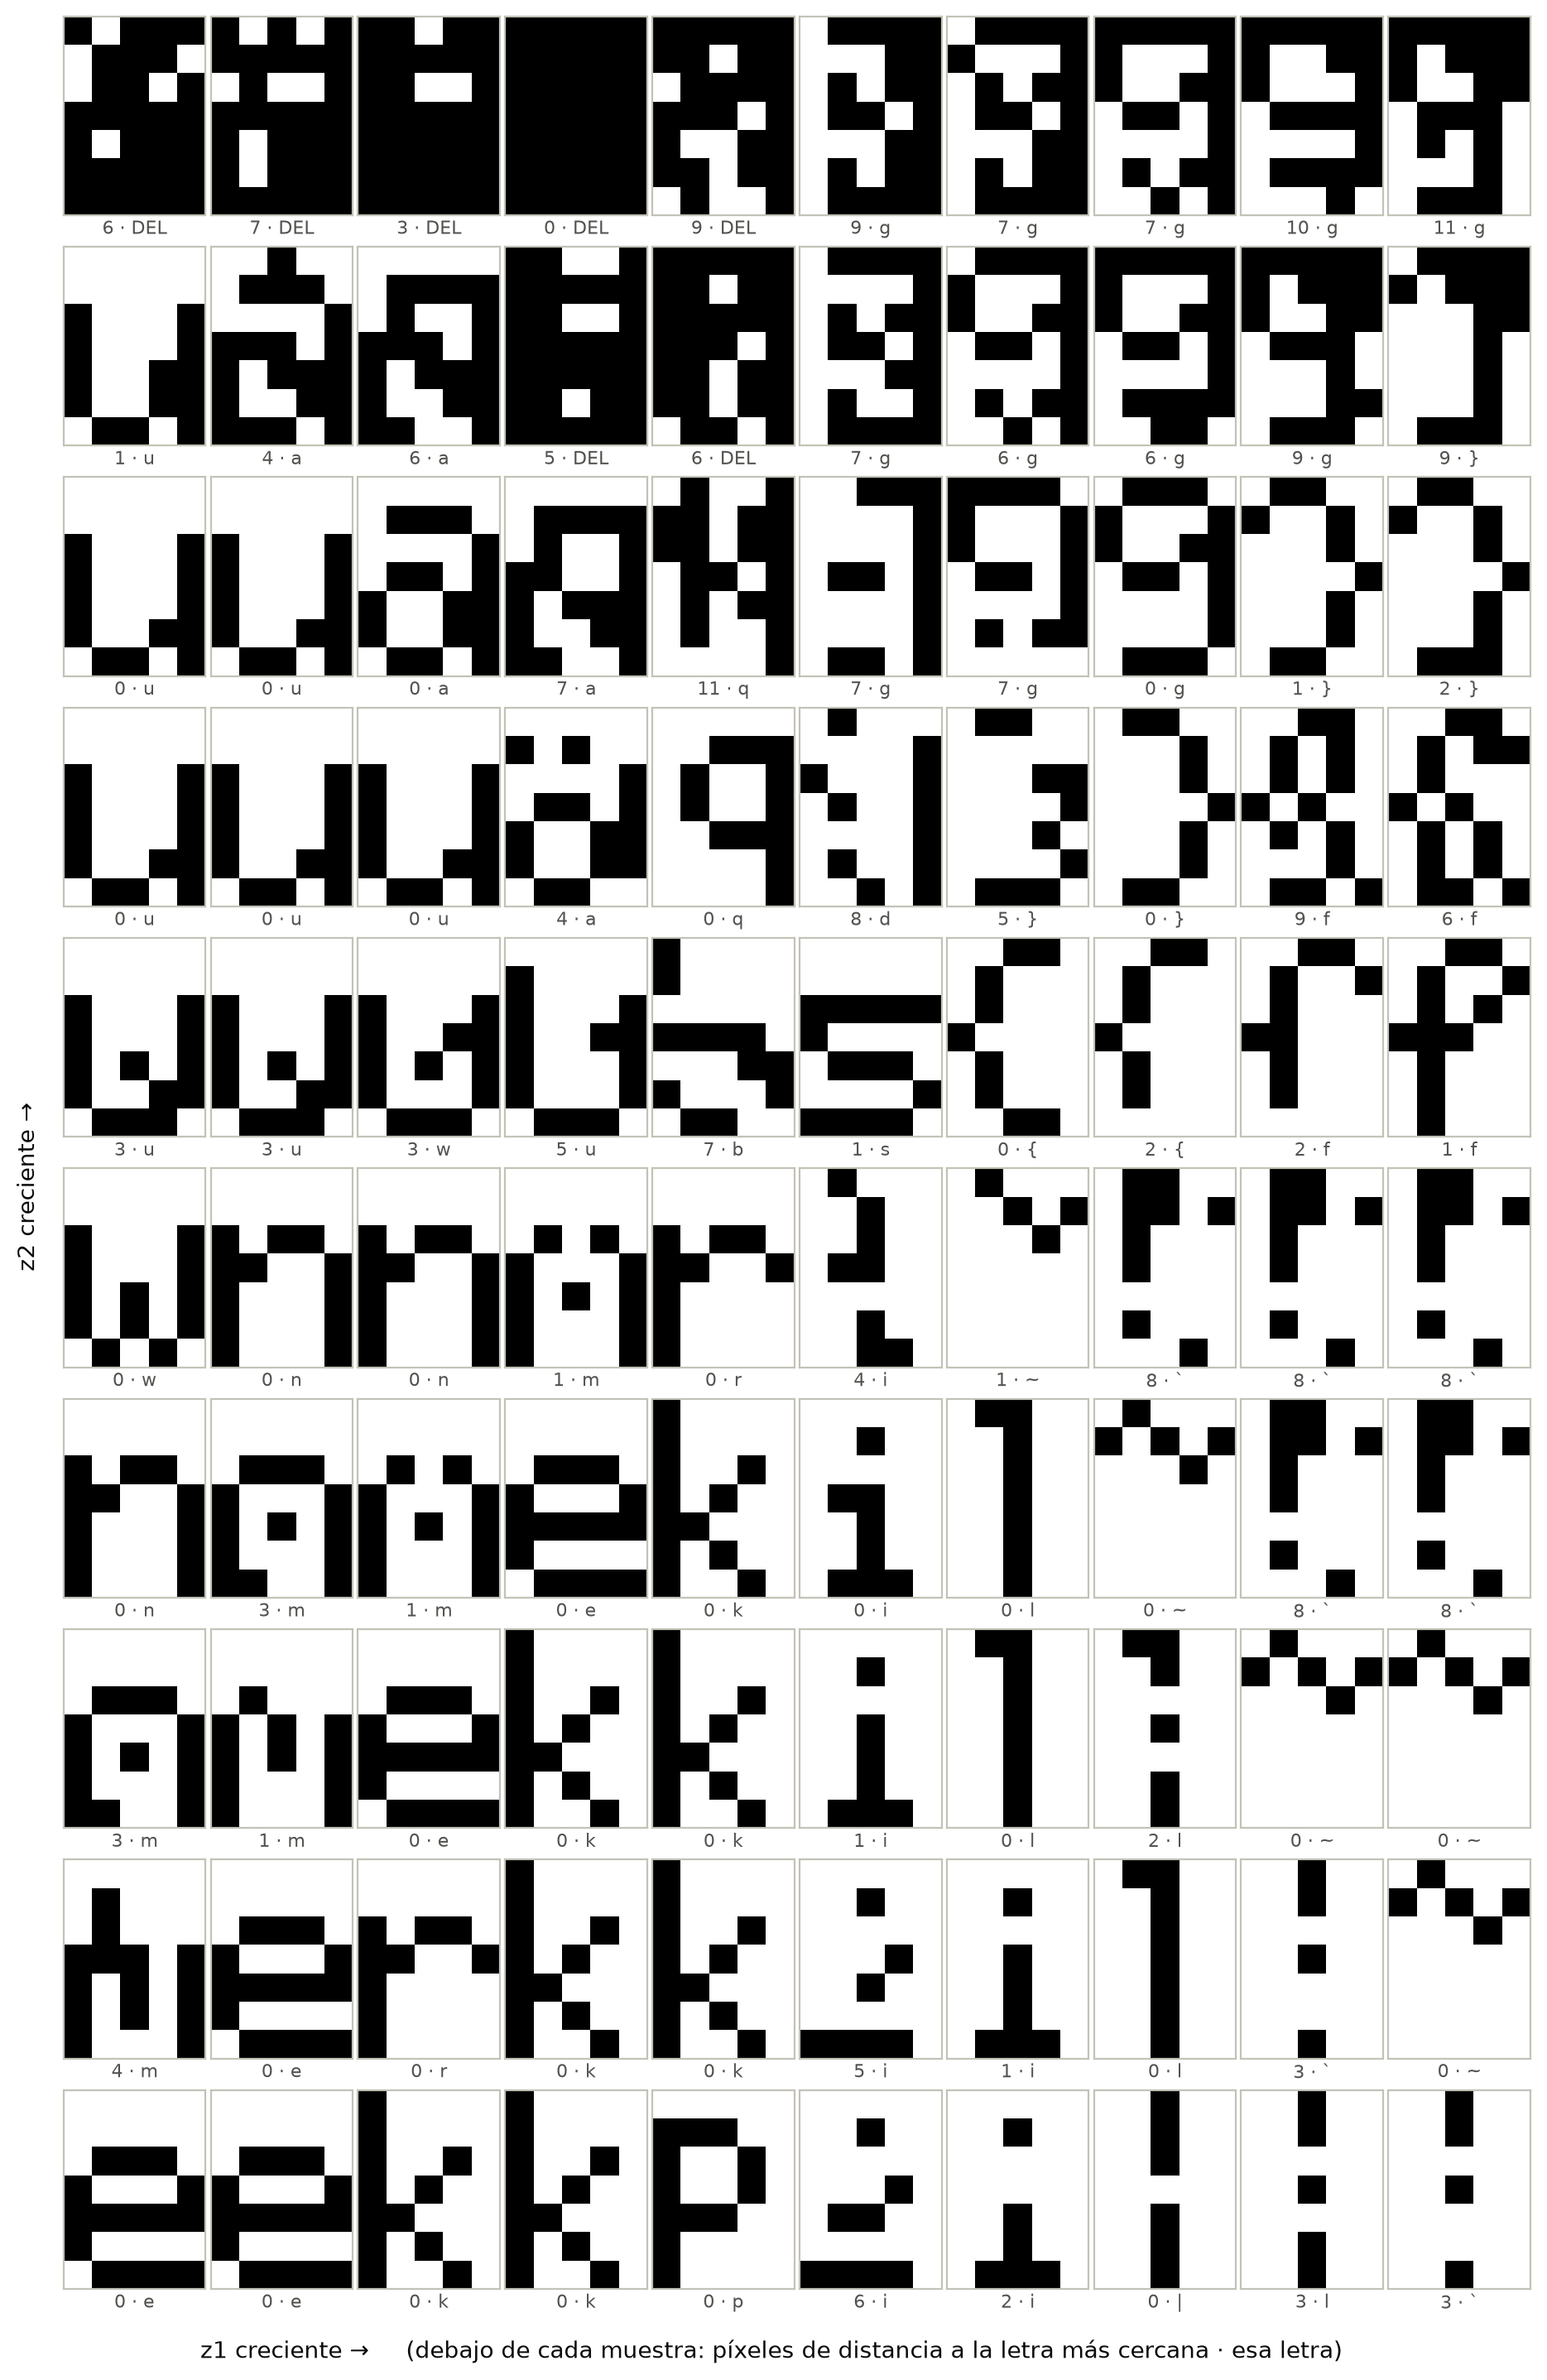 6 · DEL 7 · DEL 3 · DEL 0 · DEL 9 · DEL 9 · g 7 · g 7 · g 10 · g 11 · g
1 · u 4 · a 6 · a 5 · DEL 6 · DEL 7 · g 6 · g 6 · g 9 · g 9 · }
0 · u 0 · u 0 · a 7 · a 11 · q 7 · g 7 · g 0 · g 1 · } 2 · }
0 · u 0 · u 0 · u 4 · a 0 · q 8 · d 5 · } 0 · } 9 · f 6 · f
3 · u 3 · u 3 · w 5 · u 7 · b 1 · s 0 · { 2 · { 2 · f 1 · f
0 · w 0 · n 0 · n 1 · m 0 · r 4 · i 1 · ~ 8 · ` 8 · ` 8 · `
0 · n 3 · m 1 · m 0 · e 0 · k 0 · i 0 · l 0 · ~ 8 · ` 8 · `
3 · m 1 · m 0 · e 0 · k 0 · k 1 · i 0 · l 2 · l 0 · ~ 0 · ~
4 · m 0 · e 0 · r 0 · k 0 · k 5 · i 1 · i 0 · l 3 · ` 0 · ~
0 · e 0 · e 0 · k 0 · k 0 · p 6 · i 2 · i 0 · | 3 · l 3 · `
z2 creciente →
z1 creciente → (debajo de cada muestra: píxeles de distancia a la letra más cercana · esa letra)